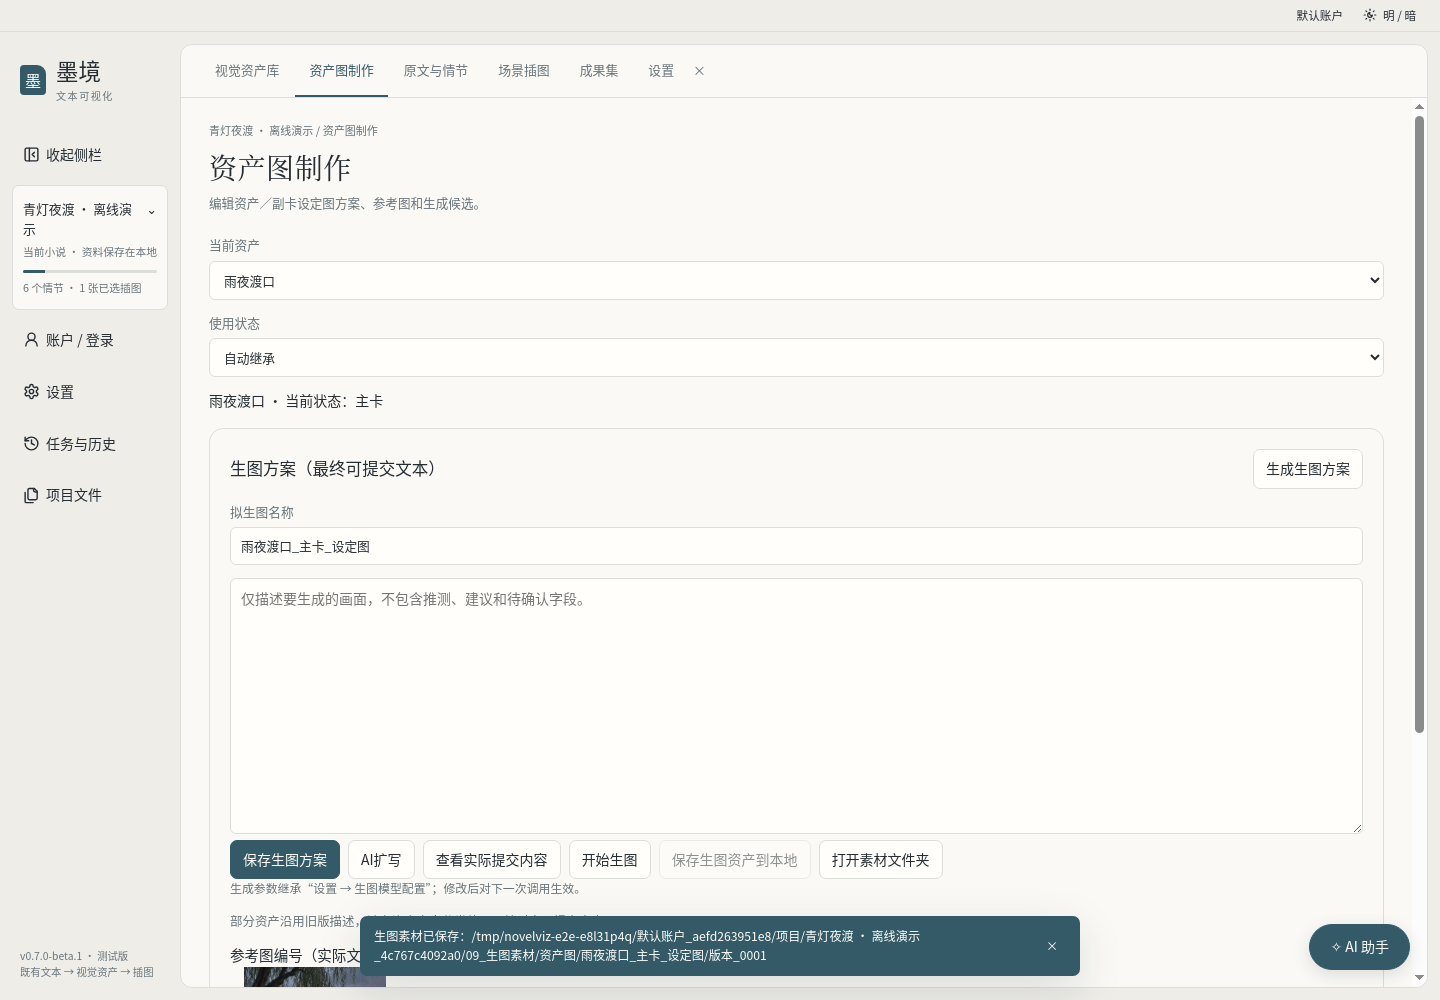 默认账户
明 / 暗
墨
墨境
文本可视化
收起侧栏
青灯夜渡 · 离线演示
当前小说 · 资料保存在本地
6 个情节 · 1 张已选插图
账户 / 登录
设置
任务与历史
项目文件
v0.7.0-beta.1 · 测试版
既有文本 → 视觉资产 → 插图
视觉资产库
资产图制作
原文与情节
场景插图
成果集
设置
×
青灯夜渡 · 离线演示 / 资产图制作
资产图制作
编辑资产／副卡设定图方案、参考图和生成候选。
当前资产
雨夜渡口
使用状态
自动继承
雨夜渡口 · 当前状态：主卡
生图方案（最终可提交文本）
生成生图方案
拟生图名称
雨夜渡口_主卡_设定图
仅描述要生成的画面，不包含推测、建议和待确认字段。
保存生图方案
AI扩写
查看实际提交内容
开始生图
保存生图资产到本地
打开素材文件夹
生成参数继承“设置 → 生图模型配置”；修改后对下一次调用生效。
部分资产沿用旧版描述，
参考图编号（实际文
生图素材已保存：/tmp/novelviz-e2e-e8l31p4q/默认账户_aefd263951e8/项目/青灯夜渡 · 离线演示
_4c767c4092a0/09_生图素材/资产图/雨夜渡口_主卡_设定图/版本_0001
×
✧ AI 助手